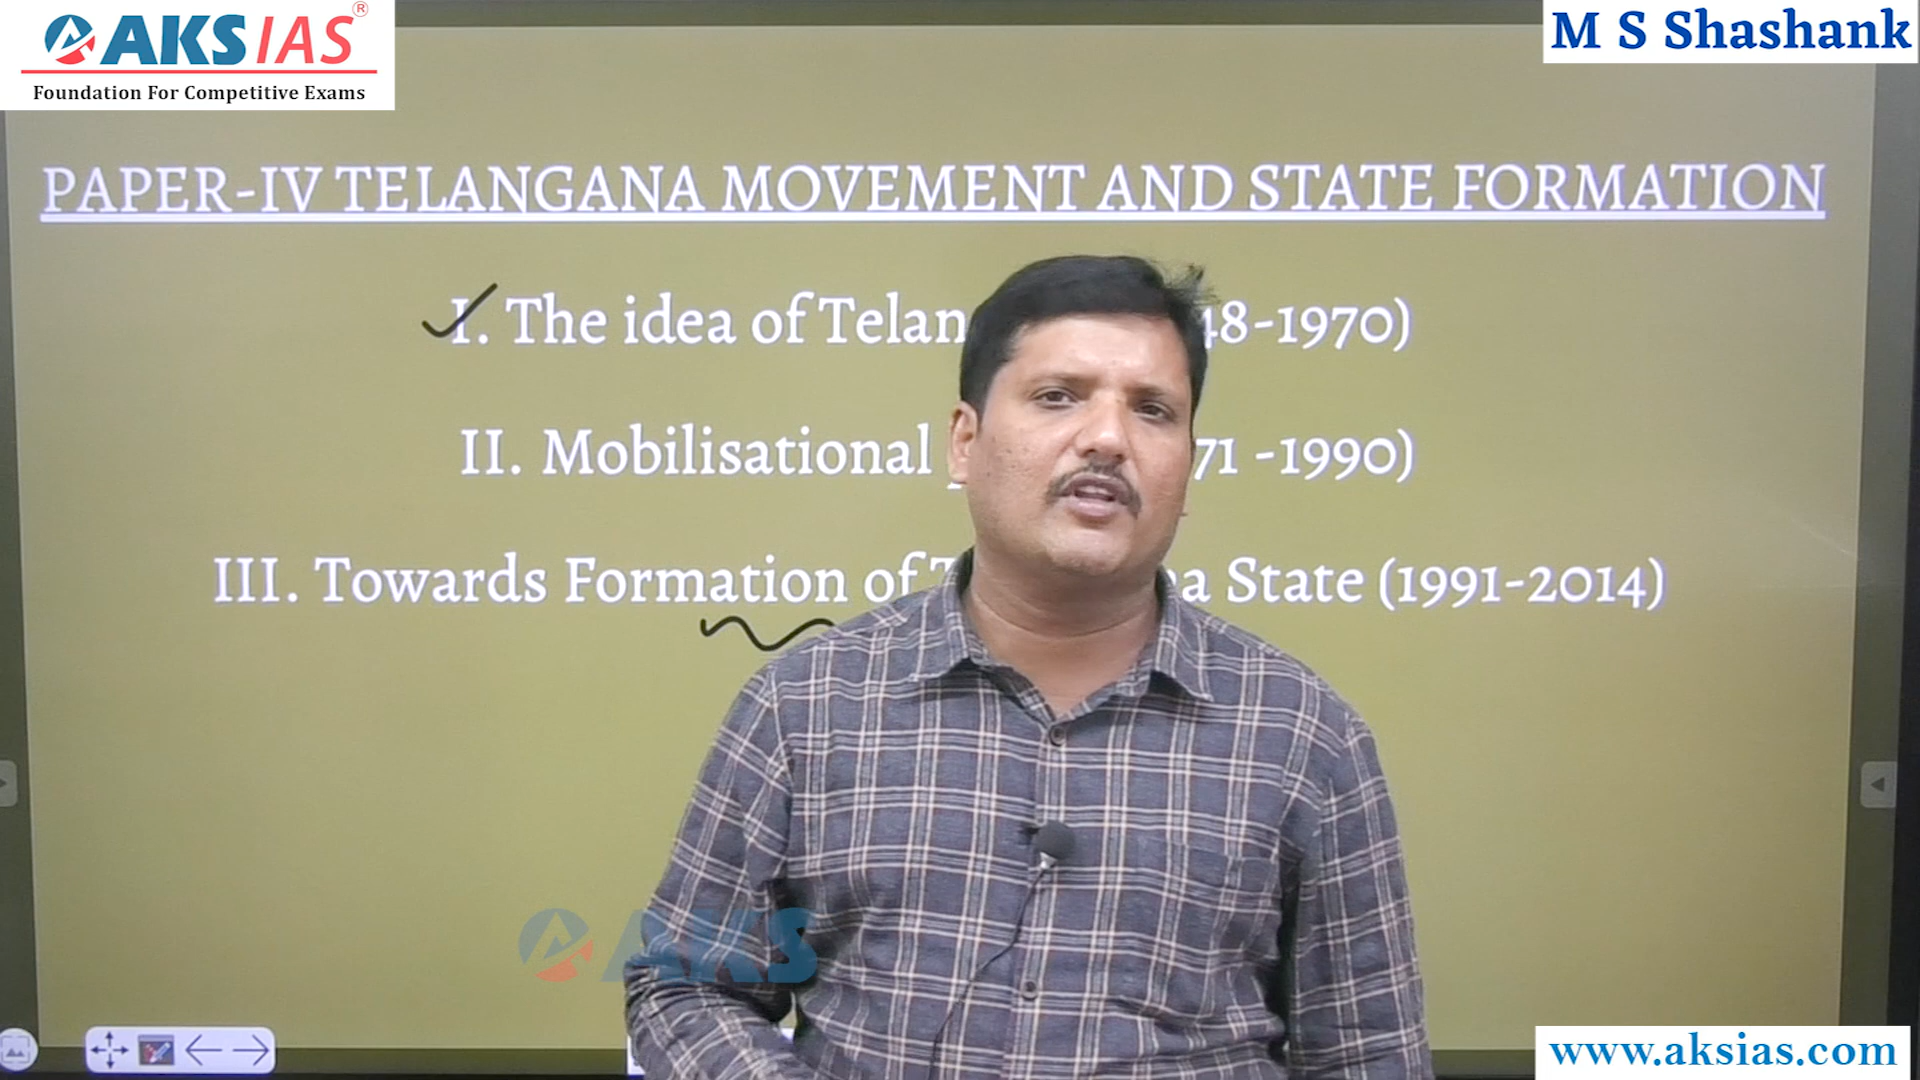 AKS IAS®
Foundation For Competitive Exams
M S Shashank
PAPER-IV TELANGANA MOVEMENT AND STATE FORMATION
I. The idea of Telan 48-1970)
II. Mobilisational 71 -1990)
III. Towards Formation of T na State (1991-2014)
AKS
www.aksias.com